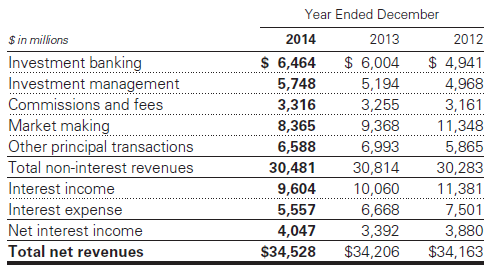 Year Ended December
$ in millions 2014 2013 2012
Investment banking $ 6,464 $ 6,004 $ 4,941
Investment management 5,748 5,194 4,968
Commissions and fees 3,316 3,255 3,161
Market making 8,365 9,368 11,348
Other principal transactions 6,588 6,993 5,865
Total non-interest revenues 30,481 30,814 30,283
Interest income 9,604 10,060 11,381
Interest expense 5,557 6,668 7,501
Net interest income 4,047 3,392 3,880
Total net revenues $34,528 $34,206 $34,163